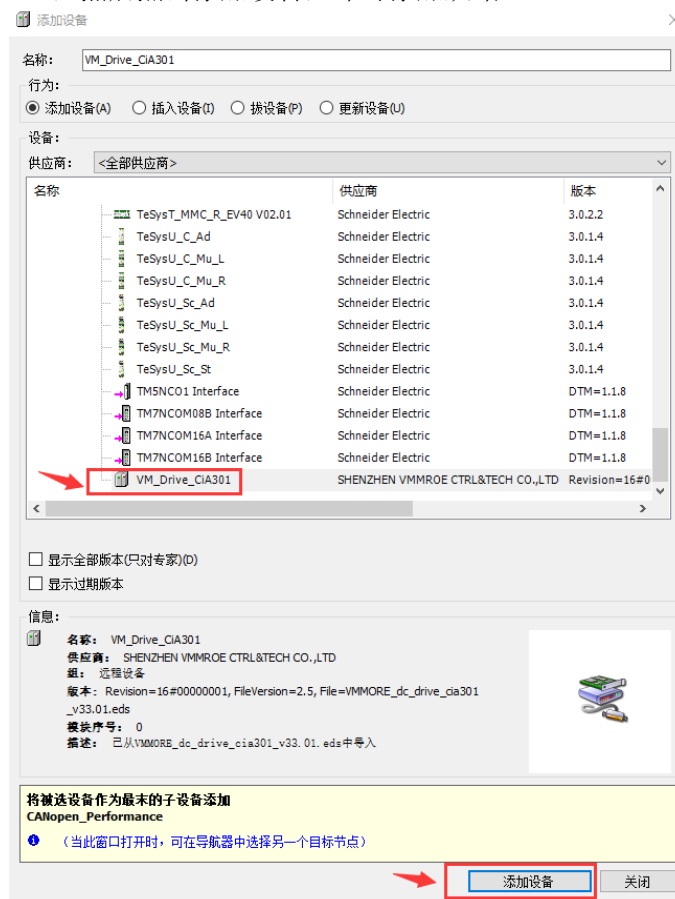 添加设备
名称: VM_Drive_CiA301
行为:
添加设备(A) 插入设备(I) 拔设备(P) 更新设备(U)
设备:
供应商: <全部供应商>
名称 供应商 版本
TeSysT_MMC_R_EV40 V02.01 Schneider Electric 3.0.2.2
TeSysU_C_Ad Schneider Electric 3.0.1.4
TeSysU_C_Mu_L Schneider Electric 3.0.1.4
TeSysU_C_Mu_R Schneider Electric 3.0.1.4
TeSysU_Sc_Ad Schneider Electric 3.0.1.4
TeSysU_Sc_Mu_L Schneider Electric 3.0.1.4
TeSysU_Sc_Mu_R Schneider Electric 3.0.1.4
TeSysU_Sc_St Schneider Electric 3.0.1.4
TM5NCO1 Interface Schneider Electric DTM=1.1.8
TM7NCOM08B Interface Schneider Electric DTM=1.1.8
TM7NCOM16A Interface Schneider Electric DTM=1.1.8
TM7NCOM16B Interface Schneider Electric DTM=1.1.8
VM_Drive_CiA301 SHENZHEN VMMROE CTRL&TECH CO.,LTD Revision=16#0
显示全部版本(只对专家)(D)
显示过期版本
信息:
名称: VM_Drive_CiA301
供应商: SHENZHEN VMMROE CTRL&TECH CO.,LTD
组: 远程设备
版本: Revision=16#00000001, FileVersion=2.5, File=VMMORE_dc_drive_cia301
_v33.01.eds
模块序号: 0
描述: 已从VMMORE_dc_drive_cia301_v33.01.eds中导入
将被选设备作为最末的子设备添加
CANopen_Performance
(当此窗口打开时，可在导航器中选择另一个目标节点)
添加设备 关闭